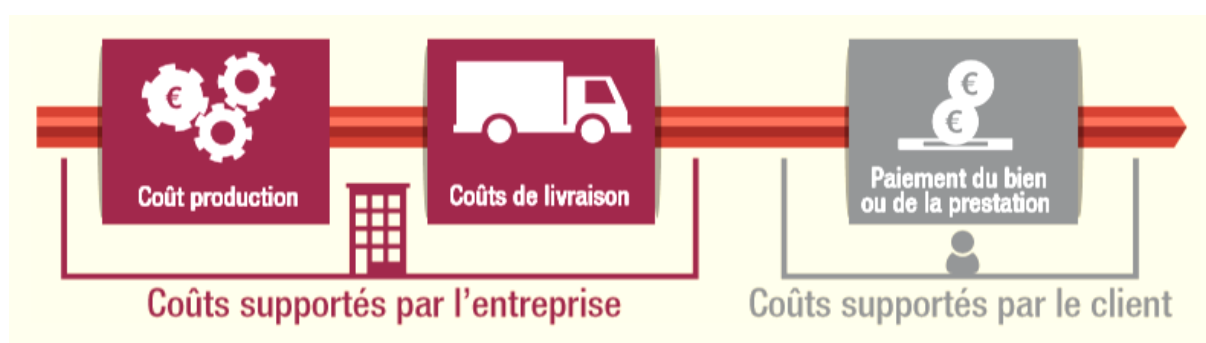 €
Coût production
Coûts de livraison
€
€
Paiement du bien
ou de la prestation
Coûts supportés par l'entreprise
Coûts supportés par le client